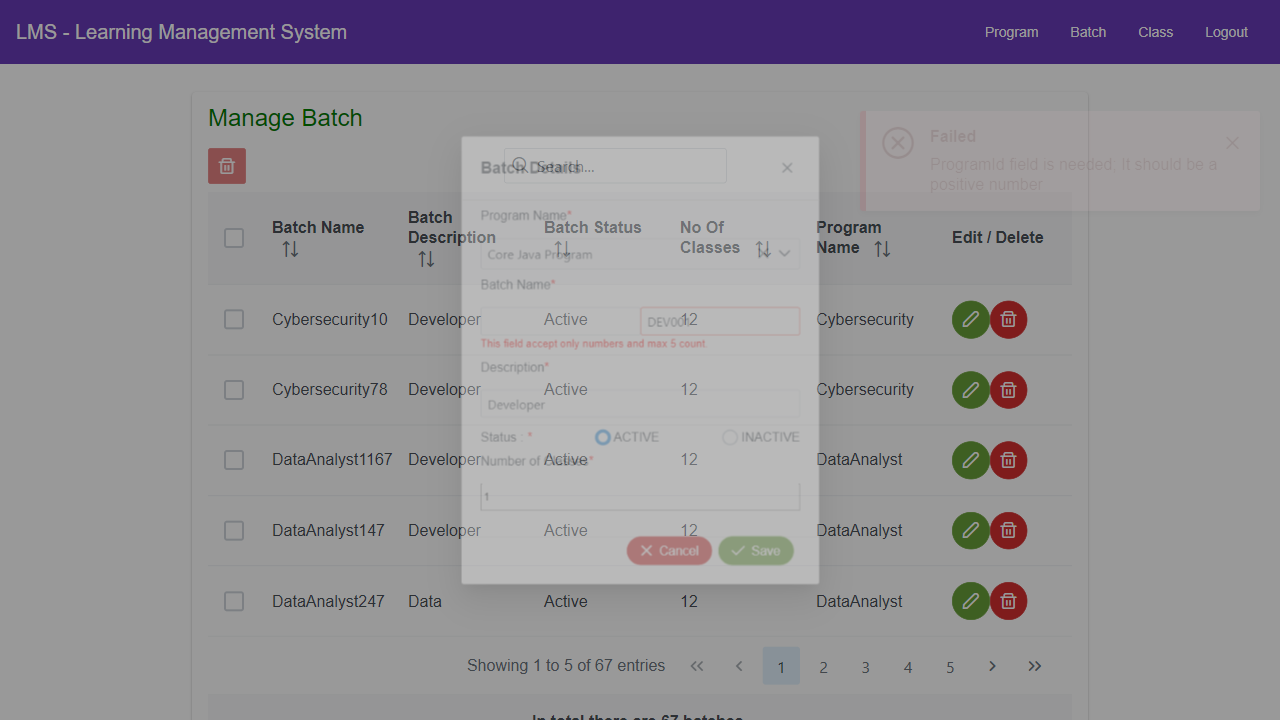 LMS - Learning Management System
Program Batch Class Logout
Manage Batch
Failed
ProgramId field is needed. It should be a
positive number
Batch Details
Search...
Program Name*
Batch Name
Batch Description
Batch Status
No Of Classes
Program Name
Edit / Delete
Core Java Program
Batch Name*
DEV001
This field accept only numbers and max 5 count
Description*
Developer
Status : * ACTIVE INACTIVE
Number of Classes*
1
Cancel Save
Cybersecurity10 Developer Active 12 Cybersecurity
Cybersecurity78 Developer Active 12 Cybersecurity
DataAnalyst1167 Developer Active 12 DataAnalyst
DataAnalyst147 Developer Active 12 DataAnalyst
DataAnalyst247 Data Active 12 DataAnalyst
Showing 1 to 5 of 67 entries 1 2 3 4 5
In total there are 67 batches.